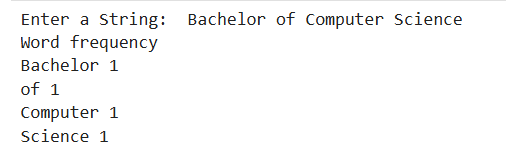 Enter a String:  Bachelor of Computer Science
Word frequency
Bachelor 1
of 1
Computer 1
Science 1